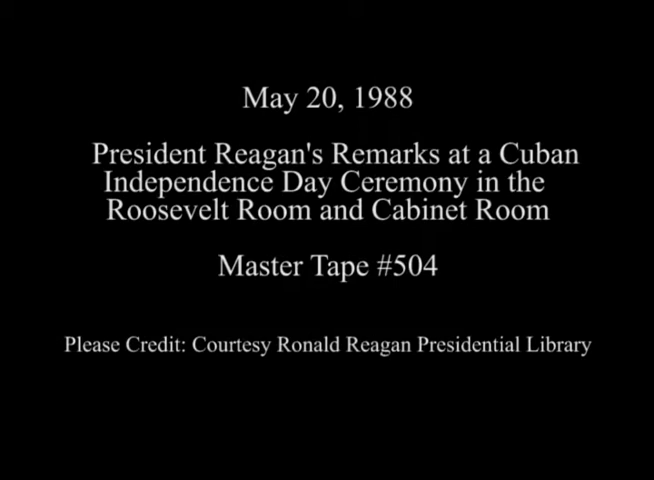 May 20, 1988
President Reagan's Remarks at a Cuban
Independence Day Ceremony in the
Roosevelt Room and Cabinet Room
Master Tape #504
Please Credit: Courtesy Ronald Reagan Presidential Library